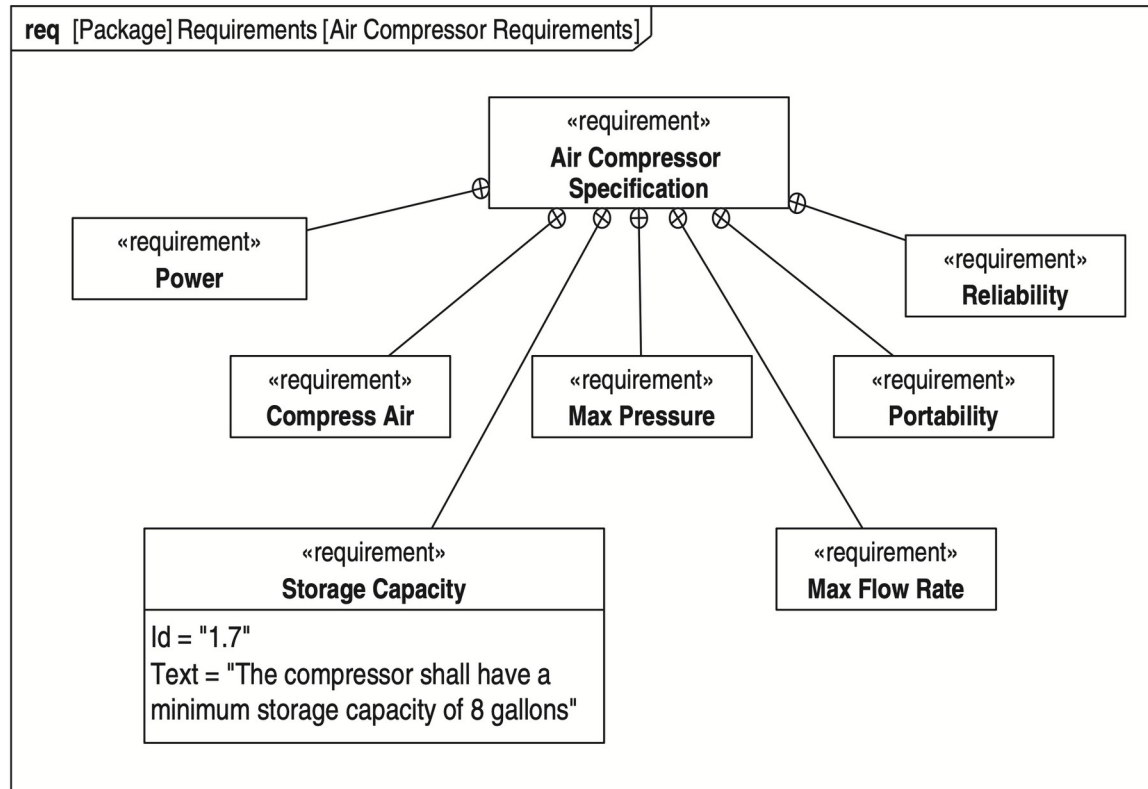 req [Package] Requirements [Air Compressor Requirements]
«requirement»
Air Compressor
Specification
«requirement»
Power
«requirement»
Reliability
«requirement»
Compress Air
«requirement»
Max Pressure
«requirement»
Portability
«requirement»
Storage Capacity
Id = "1.7"
Text = "The compressor shall have a
minimum storage capacity of 8 gallons"
«requirement»
Max Flow Rate